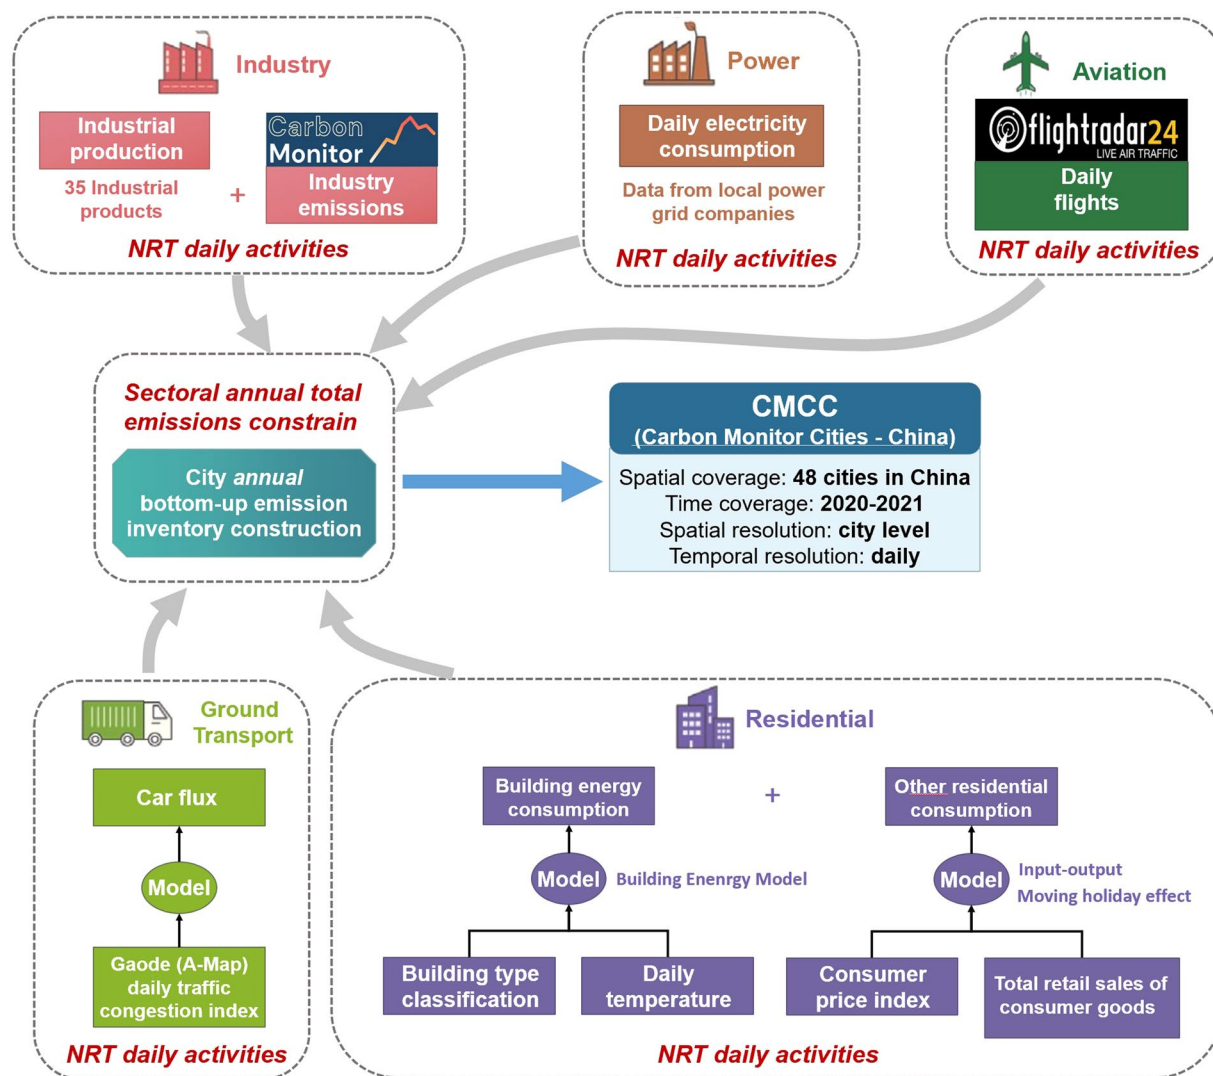 Industry
Industrial
production
35 Industrial
products
+
Carbon
Monitor
Industry
emissions
NRT daily activities
Power
Daily electricity
consumption
Data from local power
grid companies
NRT daily activities
Aviation
flightradar24
LIVE AIR TRAFFIC
Daily
flights
NRT daily activities
Sectoral annual total
emissions constrain
City annual
bottom-up emission
inventory construction
CMCC
(Carbon Monitor Cities - China)
Spatial coverage: 48 cities in China
Time coverage: 2020-2021
Spatial resolution: city level
Temporal resolution: daily
Ground
Transport
Car flux
Model
Gaode (A-Map)
daily traffic
congestion index
NRT daily activities
Residential
Building energy
consumption
+
Other residential
consumption
Model
Building Enenrgy Model
Model
Input-output
Moving holiday effect
Building type
classification
Daily
temperature
Consumer
price index
Total retail sales of
consumer goods
NRT daily activities